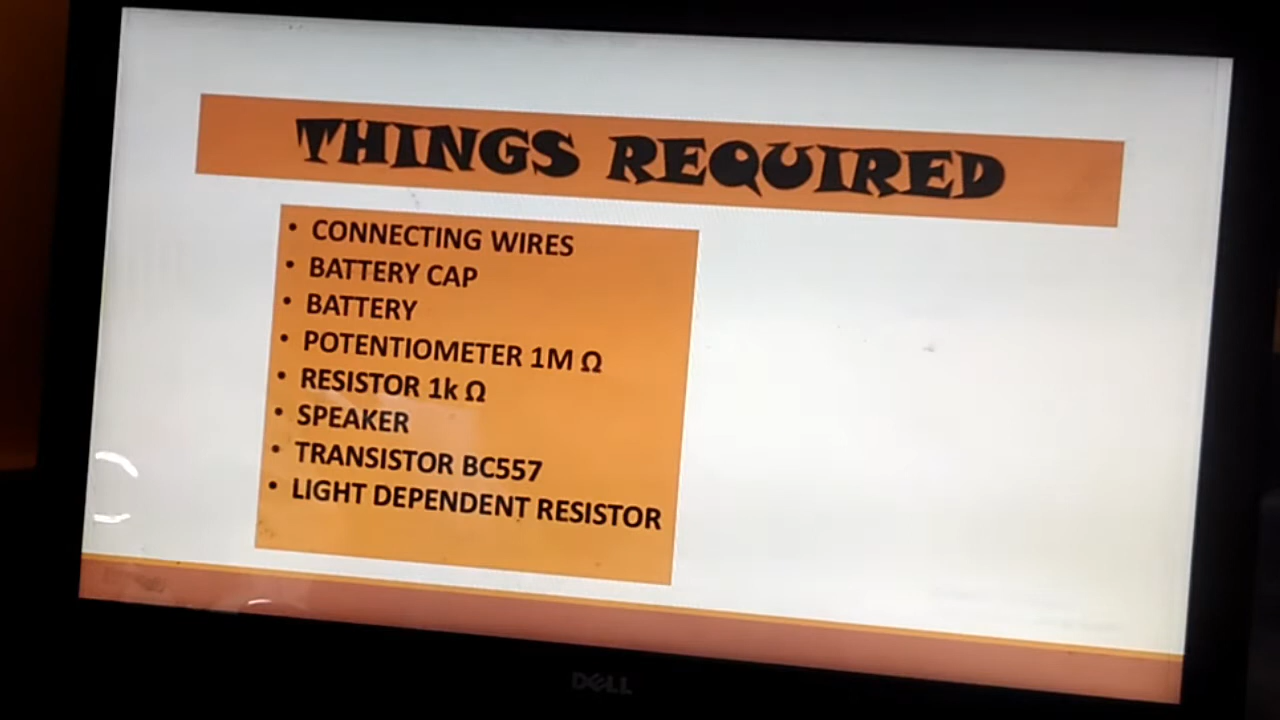 THINGS REQUIRED
• CONNECTING WIRES
• BATTERY CAP
• BATTERY
• POTENTIOMETER 1M Ω
• RESISTOR 1k Ω
• SPEAKER
• TRANSISTOR BC557
• LIGHT DEPENDENT RESISTOR
DELL